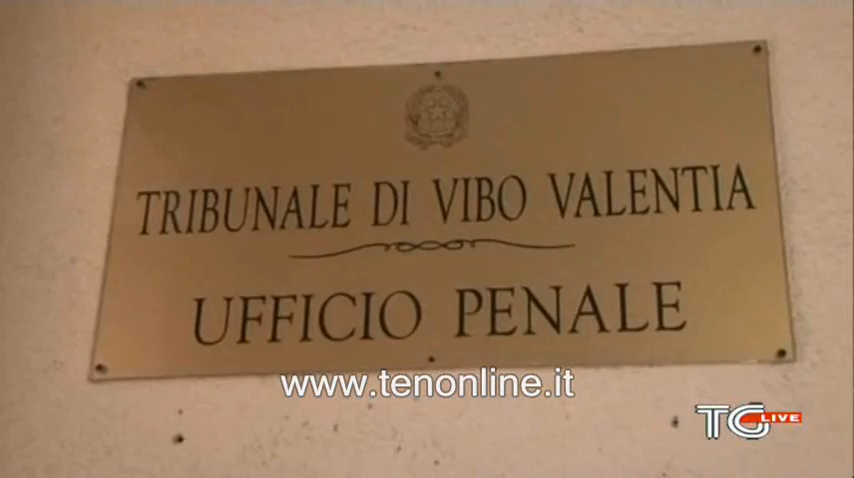 TRIBUNALE DI VIBO VALENTIA
UFFICIO PENALE
www.tenonline.it
TG LIVE